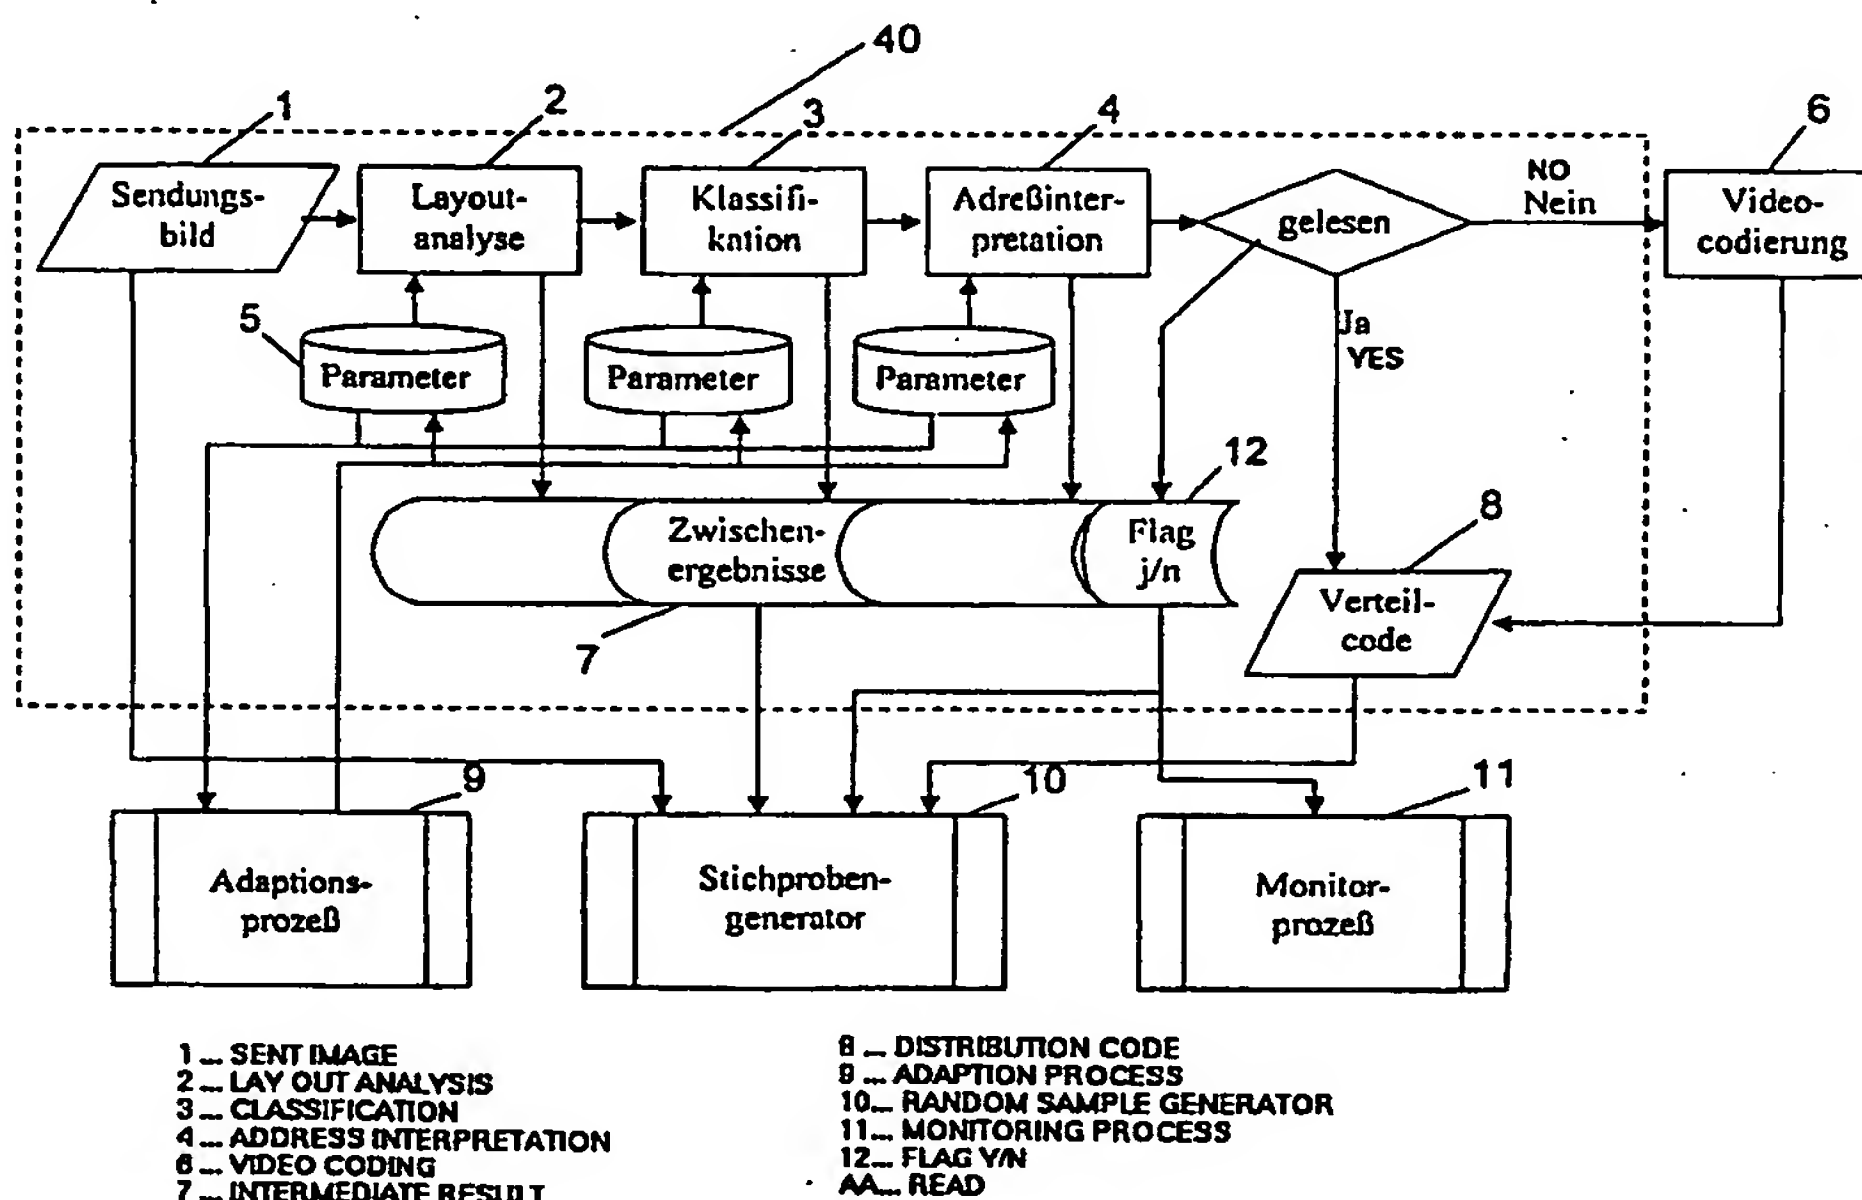 40
1
2
3
4
6
Sendungs-
bild
Layout-
analyse
Klassifi-
kation
Adreßinter-
pretation
gelesen
NO
Nein
Video-
codierung
5
Parameter
Parameter
Parameter
Ja
YES
12
Zwischen-
ergebnisse
Flag
j/n
8
Verteil-
code
7
9
10
11
Adaptions-
prozeß
Stichproben-
generator
Monitor-
prozeß
1... SENT IMAGE
2... LAY OUT ANALYSIS
3... CLASSIFICATION
4... ADDRESS INTERPRETATION
6... VIDEO CODING
7... INTERMEDIATE RESULT
8... DISTRIBUTION CODE
9... ADAPTION PROCESS
10... RANDOM SAMPLE GENERATOR
11... MONITORING PROCESS
12... FLAG Y/N
AA... READ